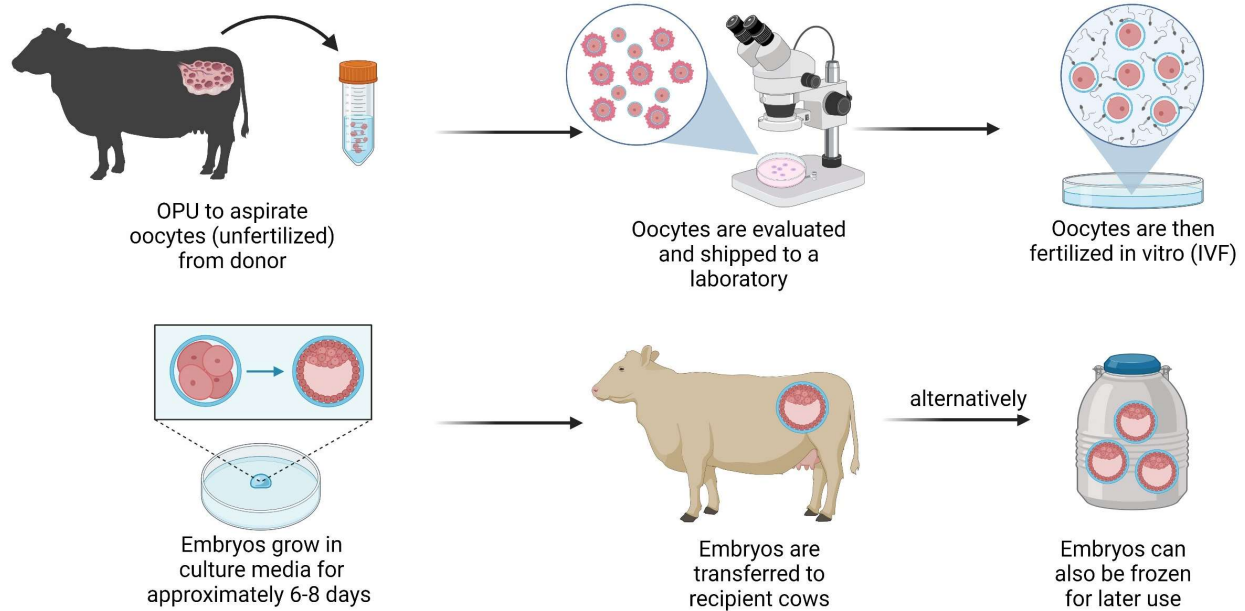 OPU to aspirate
oocytes (unfertilized)
from donor
Oocytes are evaluated
and shipped to a
laboratory
Oocytes are then
fertilized in vitro (IVF)
Embryos grow in
culture media for
approximately 6-8 days
Embryos are
transferred to
recipient cows
alternatively
Embryos can
also be frozen
for later use